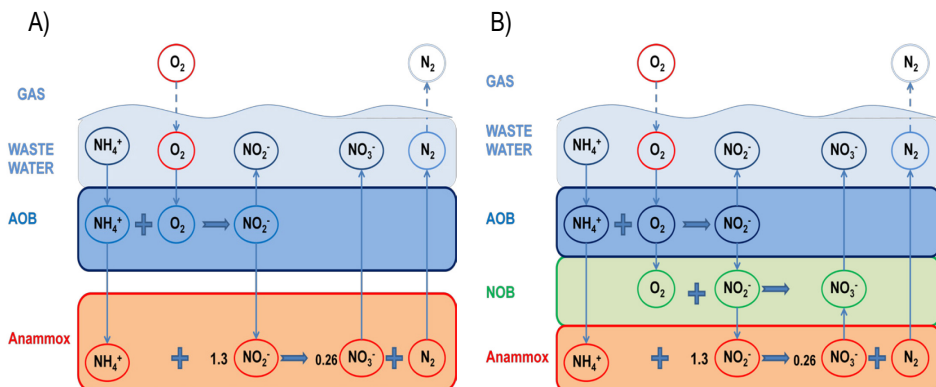 A)
O₂
N₂
GAS
WASTE
WATER
NH₄⁺ O₂ NO₂⁻ NO₃⁻ N₂
AOB
NH₄⁺ + O₂ NO₂⁻
Anammox
NH₄⁺ + 1.3 NO₂⁻ 0.26 NO₃⁻ + N₂
B)
O₂
N₂
GAS
WASTE
WATER
NH₄⁺ O₂ NO₂⁻ NO₃⁻ N₂
AOB
NH₄⁺ + O₂ NO₂⁻
NOB
O₂ + NO₂⁻ NO₃⁻
Anammox
NH₄⁺ + 1.3 NO₂⁻ 0.26 NO₃⁻ + N₂